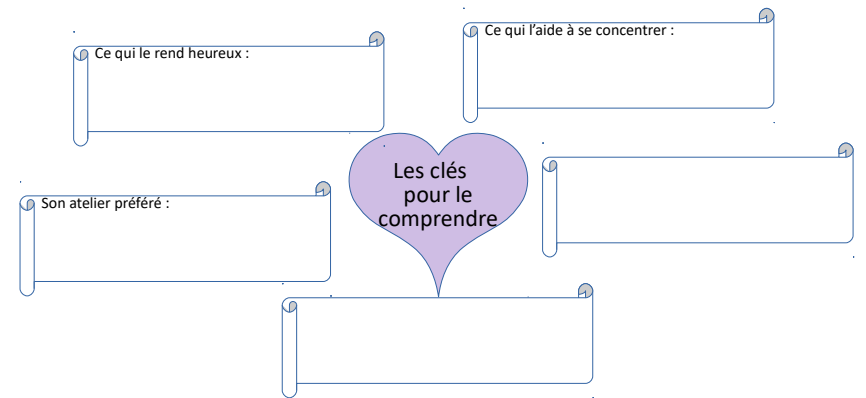 Ce qui le rend heureux :
Ce qui l’aide à se concentrer :
Les clés
pour le
comprendre
Son atelier préféré :